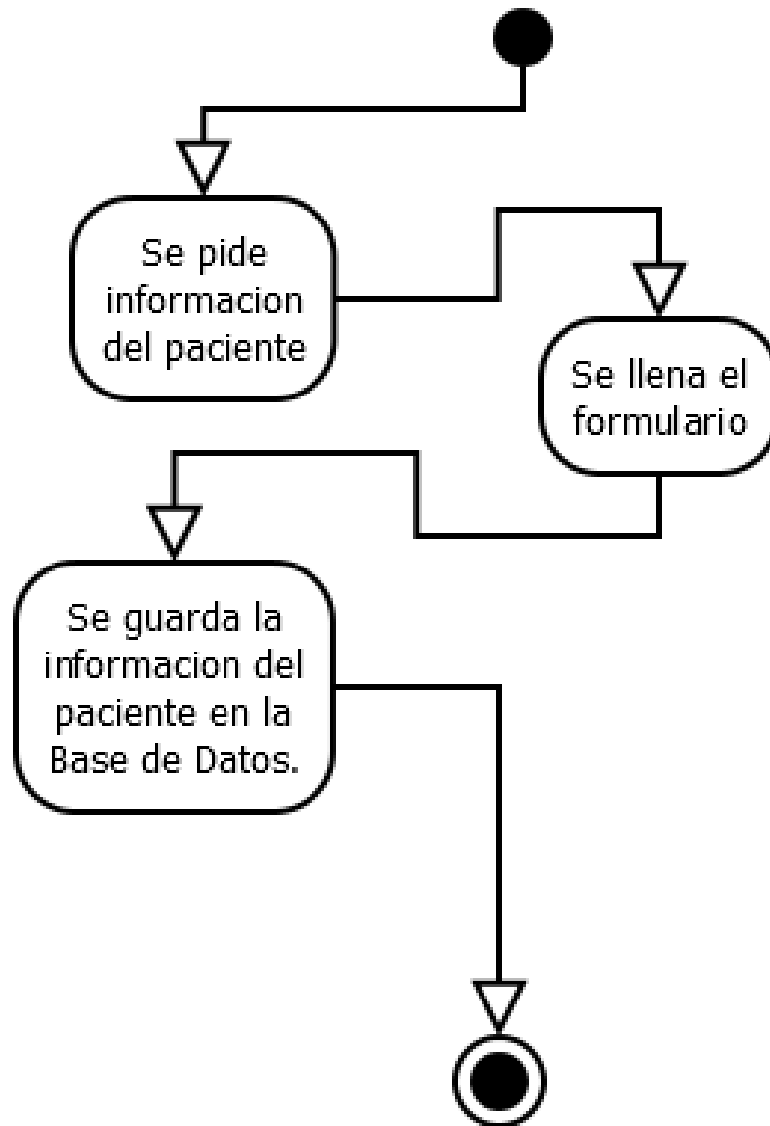 Se pide
informacion
del paciente
Se llena el
formulario
Se guarda la
informacion del
paciente en la
Base de Datos.